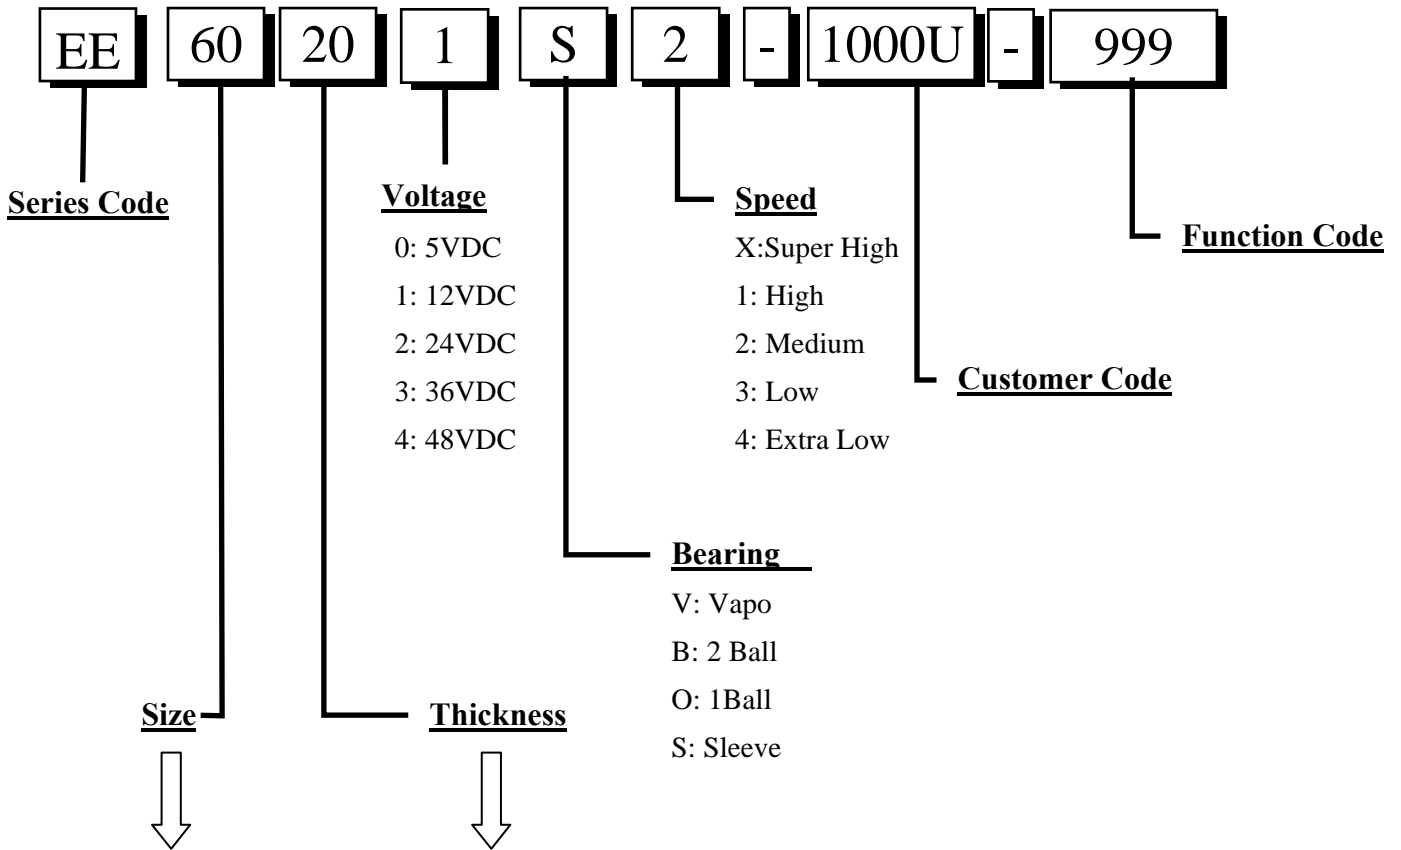 EE 60 20 1 S 2 - 1000U - 999
Series Code
Voltage
0: 5VDC
1: 12VDC
2: 24VDC
3: 36VDC
4: 48VDC
Speed
X:Super High
1: High
2: Medium
3: Low
4: Extra Low
Function Code
Customer Code
Bearing
V: Vapo
B: 2 Ball
O: 1Ball
S: Sleeve
Size
Thickness